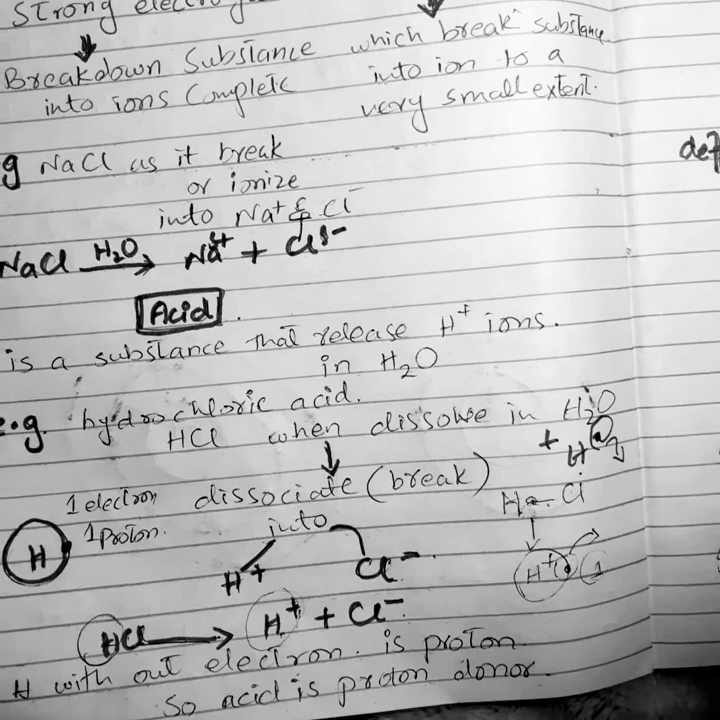 Strong electroly
Breakdown Substance
into ions Complete
which break substance
into ion to a
very small extent.
g NaCl as it break
or ionize
into Na+ & Cl-
NaCl H2O → Na+ + Cl-
Acid.
is a substance that release H+ ions.
in H2O
e.g. hydrochloric acid.
HCl when dissolve in H2O
dissociate (break)
into
H+ Cl-
1 electron
1 proton.
H
+ H
H Cl
H+ 1
HCl → H+ + Cl-
H with out electron. is proton
So acid is proton donor.
def